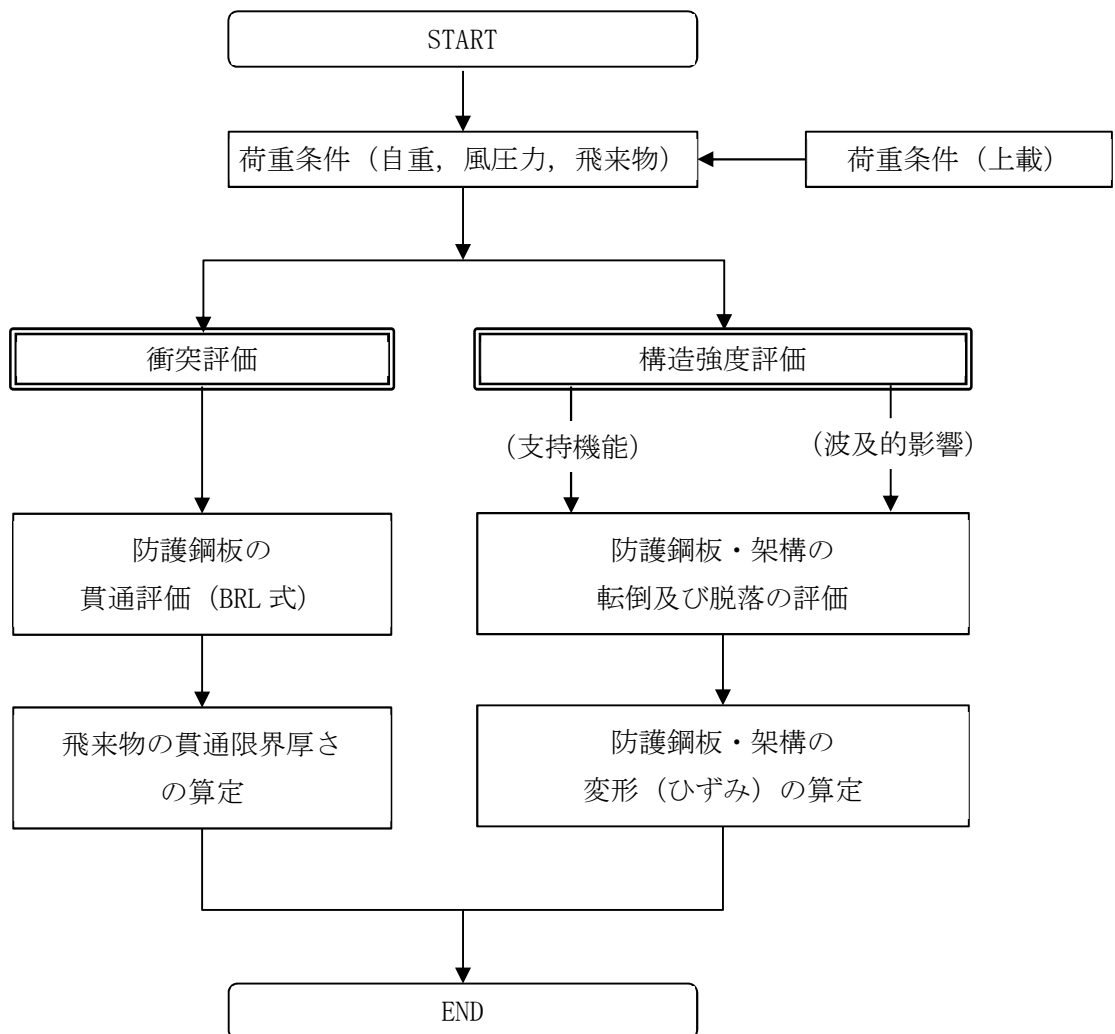 START
荷重条件（自重，風圧力，飛来物）
荷重条件（上載）
衝突評価
構造強度評価
（支持機能）
（波及的影響）
防護鋼板の
貫通評価（BRL 式）
防護鋼板・架構の
転倒及び脱落の評価
飛来物の貫通限界厚さ
の算定
防護鋼板・架構の
変形（ひずみ）の算定
END